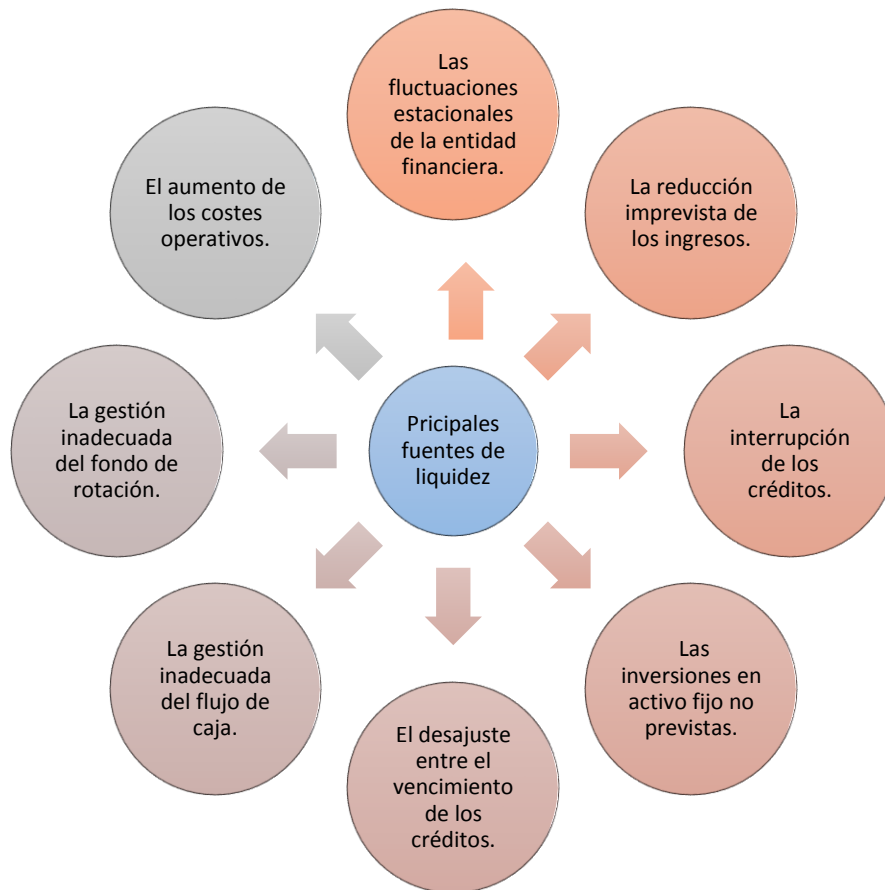 Las
fluctuaciones
estacionales
de la entidad
financiera.
La reducción
imprevista de
los ingresos.
La
interrupción
de los
créditos.
Las
inversiones en
activo fijo no
previstas.
El desajuste
entre el
vencimiento
de los
créditos.
La gestión
inadecuada
del flujo de
caja.
La gestión
inadecuada
del fondo de
rotación.
El aumento de
los costes
operativos.
Pricipales
fuentes de
liquidez